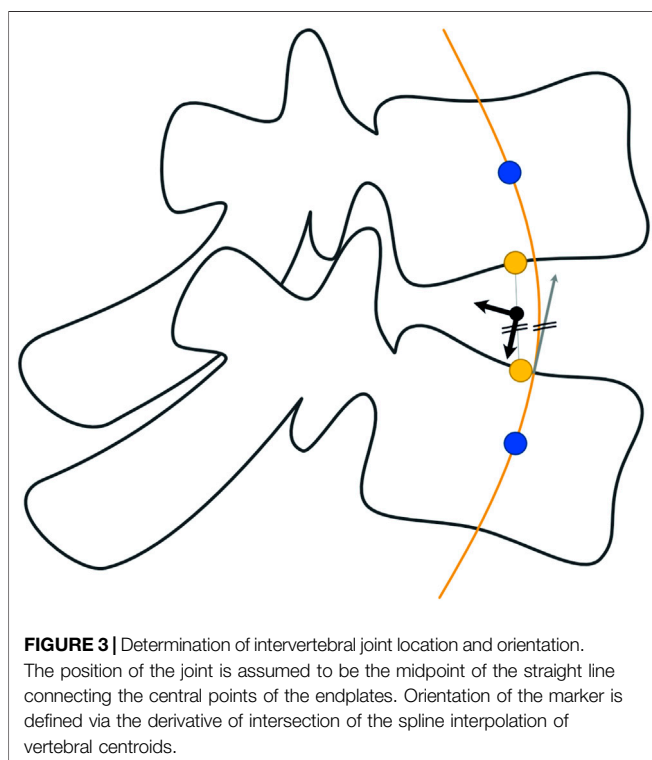 FIGURE 3 | Determination of intervertebral joint location and orientation.
The position of the joint is assumed to be the midpoint of the straight line
connecting the central points of the endplates. Orientation of the marker is
defined via the derivative of intersection of the spline interpolation of
vertebral centroids.